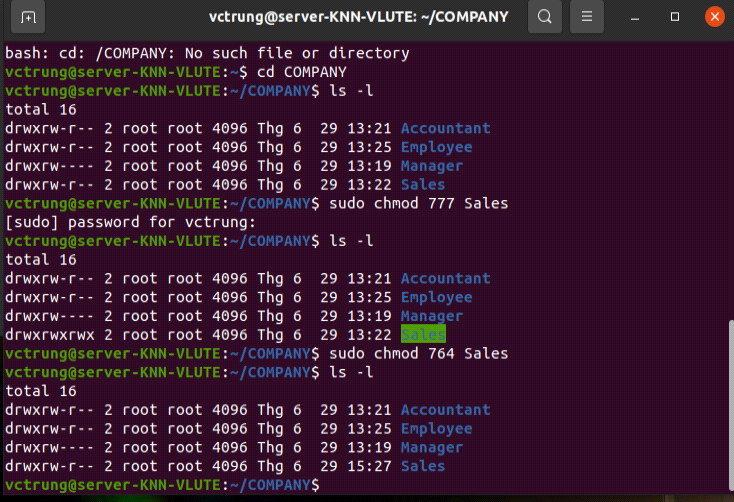 vctrung@server-KNN-VLUTE: ~/COMPANY
bash: cd: /COMPANY: No such file or directory
vctrung@server-KNN-VLUTE:~$ cd COMPANY
vctrung@server-KNN-VLUTE:~/COMPANY$ ls -l
total 16
drwxrw-r-- 2 root root 4096 Thg 6  29 13:21 Accountant
drwxrw-r-- 2 root root 4096 Thg 6  29 13:25 Employee
drwxrw---- 2 root root 4096 Thg 6  29 13:19 Manager
drwxrw-r-- 2 root root 4096 Thg 6  29 13:22 Sales
vctrung@server-KNN-VLUTE:~/COMPANY$ sudo chmod 777 Sales
[sudo] password for vctrung:
vctrung@server-KNN-VLUTE:~/COMPANY$ ls -l
total 16
drwxrw-r-- 2 root root 4096 Thg 6  29 13:21 Accountant
drwxrw-r-- 2 root root 4096 Thg 6  29 13:25 Employee
drwxrw---- 2 root root 4096 Thg 6  29 13:19 Manager
drwxrwxrwx 2 root root 4096 Thg 6  29 13:22 Sales
vctrung@server-KNN-VLUTE:~/COMPANY$ sudo chmod 764 Sales
vctrung@server-KNN-VLUTE:~/COMPANY$ ls -l
total 16
drwxrw-r-- 2 root root 4096 Thg 6  29 13:21 Accountant
drwxrw-r-- 2 root root 4096 Thg 6  29 13:25 Employee
drwxrw---- 2 root root 4096 Thg 6  29 13:19 Manager
drwxrw-r-- 2 root root 4096 Thg 6  29 15:27 Sales
vctrung@server-KNN-VLUTE:~/COMPANY$